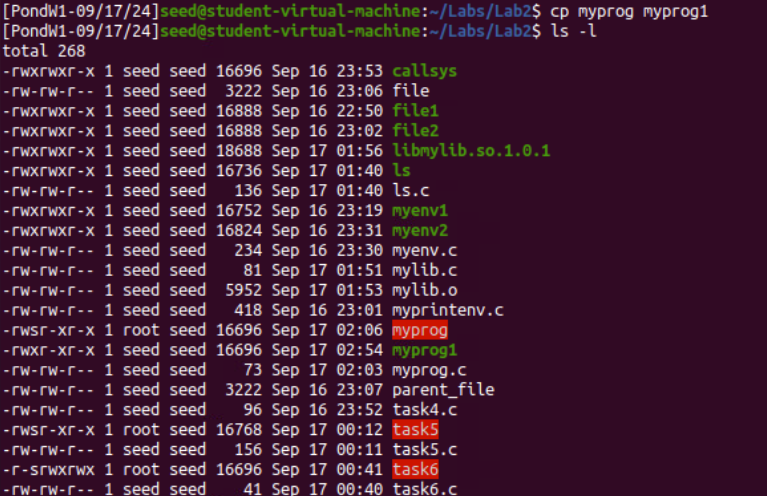 [PondW1-09/17/24]seed@student-virtual-machine:~/Labs/Lab2$ cp myprog myprog1
[PondW1-09/17/24]seed@student-virtual-machine:~/Labs/Lab2$ ls -l
total 268
-rwxrwxr-x 1 seed seed 16696 Sep 16 23:53 callsys
-rw-rw-r-- 1 seed seed  3222 Sep 16 23:06 file
-rwxrwxr-x 1 seed seed 16888 Sep 16 22:50 file1
-rwxrwxr-x 1 seed seed 16888 Sep 16 23:02 file2
-rwxrwxr-x 1 seed seed 18688 Sep 17 01:56 libmylib.so.1.0.1
-rwxrwxr-x 1 seed seed 16736 Sep 17 01:40 ls
-rw-rw-r-- 1 seed seed   136 Sep 17 01:40 ls.c
-rwxrwxr-x 1 seed seed 16752 Sep 16 23:19 myenv1
-rwxrwxr-x 1 seed seed 16824 Sep 16 23:31 myenv2
-rw-rw-r-- 1 seed seed   234 Sep 16 23:30 myenv.c
-rw-rw-r-- 1 seed seed    81 Sep 17 01:51 mylib.c
-rw-rw-r-- 1 seed seed  5952 Sep 17 01:53 mylib.o
-rw-rw-r-- 1 seed seed   418 Sep 16 23:01 myprintenv.c
-rwsr-xr-x 1 root seed 16696 Sep 17 02:06 myprog
-rwxr-xr-x 1 seed seed 16696 Sep 17 02:54 myprog1
-rw-rw-r-- 1 seed seed    73 Sep 17 02:03 myprog.c
-rw-rw-r-- 1 seed seed  3222 Sep 16 23:07 parent_file
-rw-rw-r-- 1 seed seed    96 Sep 16 23:52 task4.c
-rwsr-xr-x 1 root seed 16768 Sep 17 00:12 task5
-rw-rw-r-- 1 seed seed   156 Sep 17 00:11 task5.c
-r-srwxrwx 1 root seed 16696 Sep 17 00:41 task6
-rw-rw-r-- 1 seed seed    41 Sep 17 00:40 task6.c